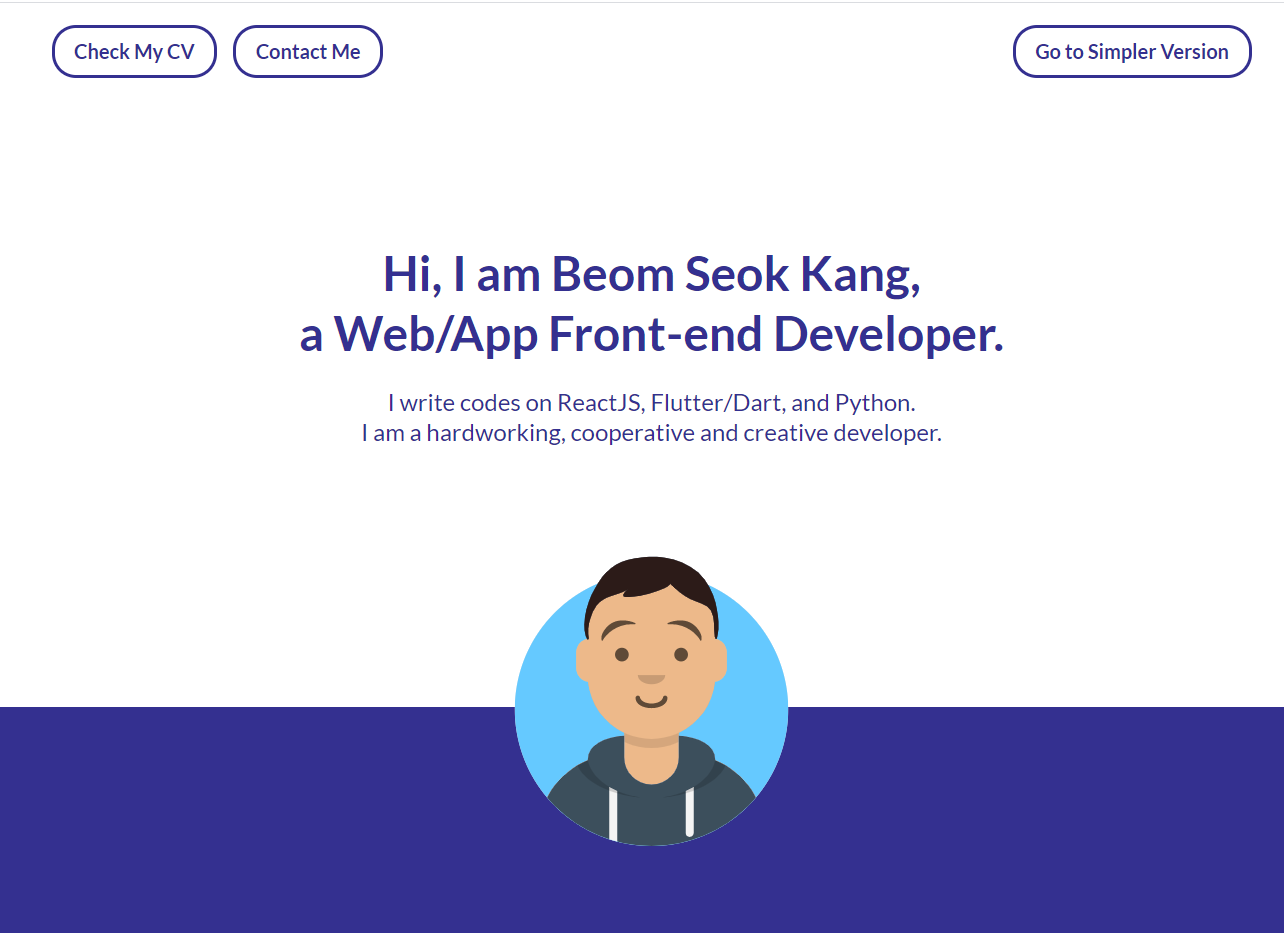 Check My CV
Contact Me
Go to Simpler Version
Hi, I am Beom Seok Kang,
a Web/App Front-end Developer.
I write codes on ReactJS, Flutter/Dart, and Python.
I am a hardworking, cooperative and creative developer.